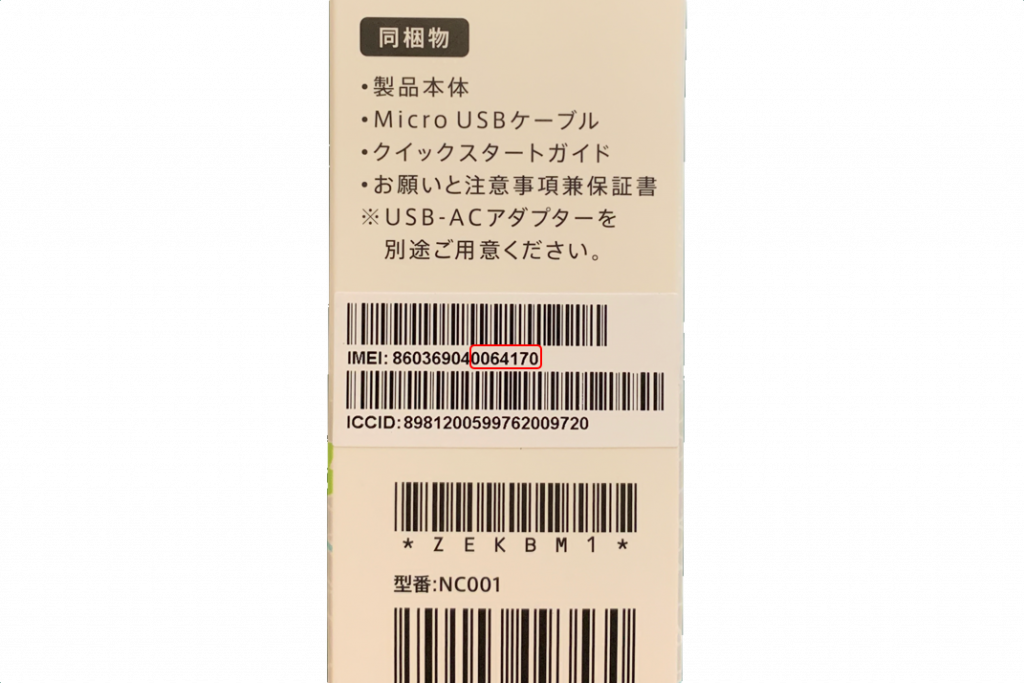 同梱物
・製品本体
・Micro USBケーブル
・クイックスタートガイド
・お願いと注意事項兼保証書
※USB-ACアダプターを
別途ご用意ください。
IMEI: 860369040064170
ICCID:8981200599762009720
*ZEKBM1*
型番:NC001